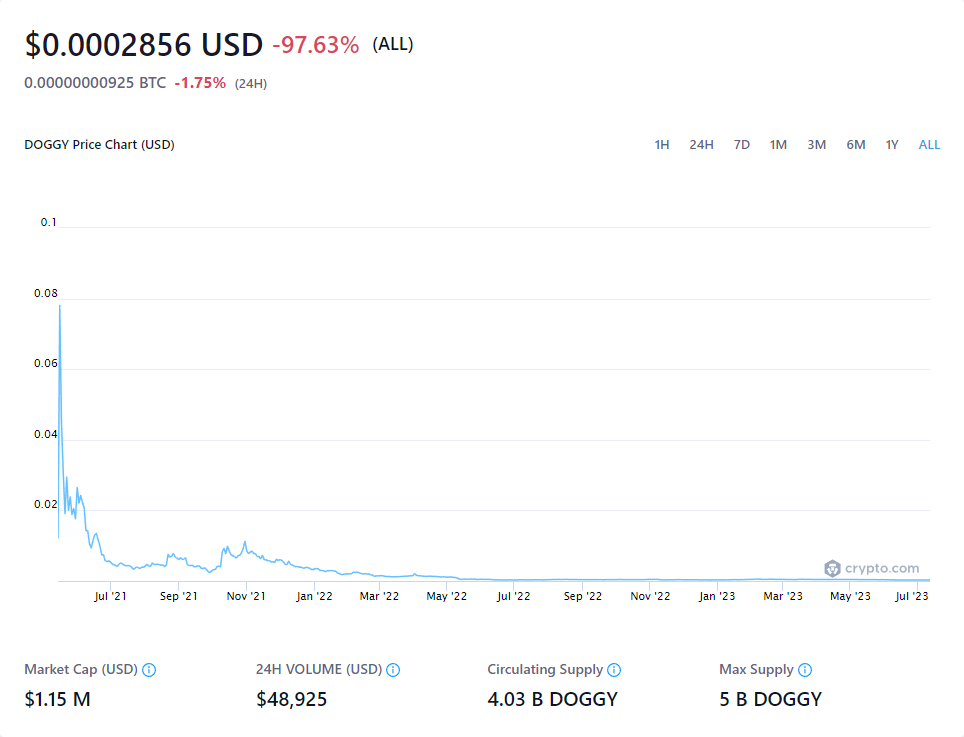 $0.0002856 USD -97.63% (ALL)
0.00000000925 BTC -1.75% (24H)
DOGGY Price Chart (USD) 1H 24H 7D 1M 3M 6M 1Y ALL
0.1
0.08
0.06
0.04
0.02
crypto.com
Jul '21 Sep '21 Nov '21 Jan '22 Mar '22 May '22 Jul '22 Sep '22 Nov '22 Jan '23 Mar '23 May '23 Jul '23
Market Cap (USD) 24H VOLUME (USD) Circulating Supply Max Supply
$1.15 M $48,925 4.03 B DOGGY 5 B DOGGY